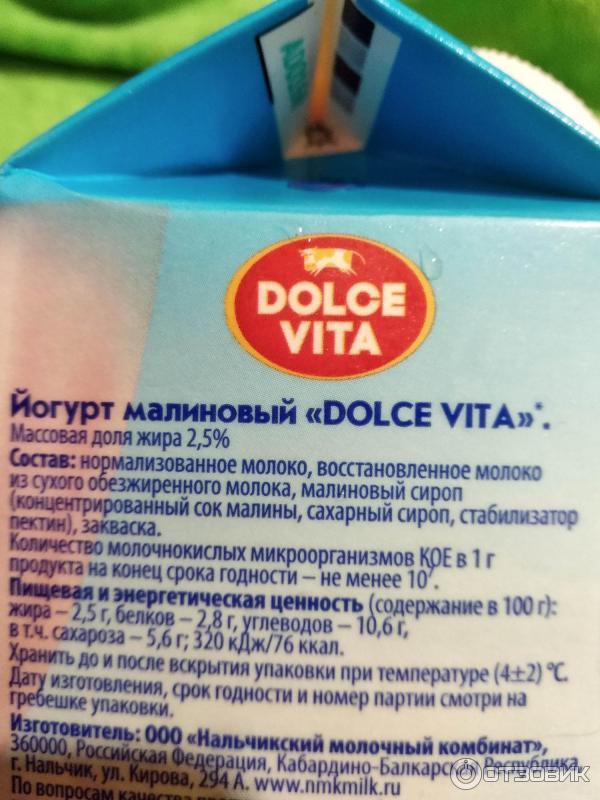 DOLCE
VITA
Йогурт малиновый «DOLCE VITA»*.
Массовая доля жира 2,5%
Состав: нормализованное молоко, восстановленное молоко
из сухого обезжиренного молока, малиновый сироп
(концентрированный сок малины, сахарный сироп, стабилизатор
пектин), закваска.
Количество молочнокислых микроорганизмов КОЕ в 1 г
продукта на конец срока годности – не менее 10⁷.
Пищевая и энергетическая ценность (содержание в 100 г):
жира – 2,5 г, белков – 2,8 г, углеводов – 10,6 г,
в т.ч. сахароза – 5,6 г; 320 кДж/76 ккал.
Хранить до и после вскрытия упаковки при температуре (4±2) °С.
Дату изготовления, срок годности и номер партии смотри на
гребешке упаковки.
Изготовитель: ООО «Нальчикский молочный комбинат»,
360000, Российская Федерация, Кабардино-Балкарская Республика,
г. Нальчик, ул. Кирова, 294 А. www.nmkmilk.ru
По вопросам качества
ОТЗОВИК